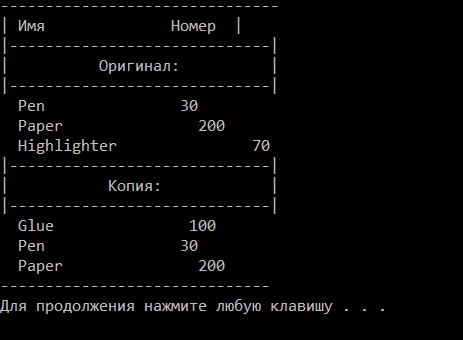 -------------------------------
| Имя              Номер  |
|-----------------------------|
|          Оригинал:          |
|-----------------------------|
  Pen               30
  Paper               200
  Highlighter               70
|-----------------------------|
|           Копия:            |
|-----------------------------|
  Glue               100
  Pen               30
  Paper               200
------------------------------
Для продолжения нажмите любую клавишу . . .